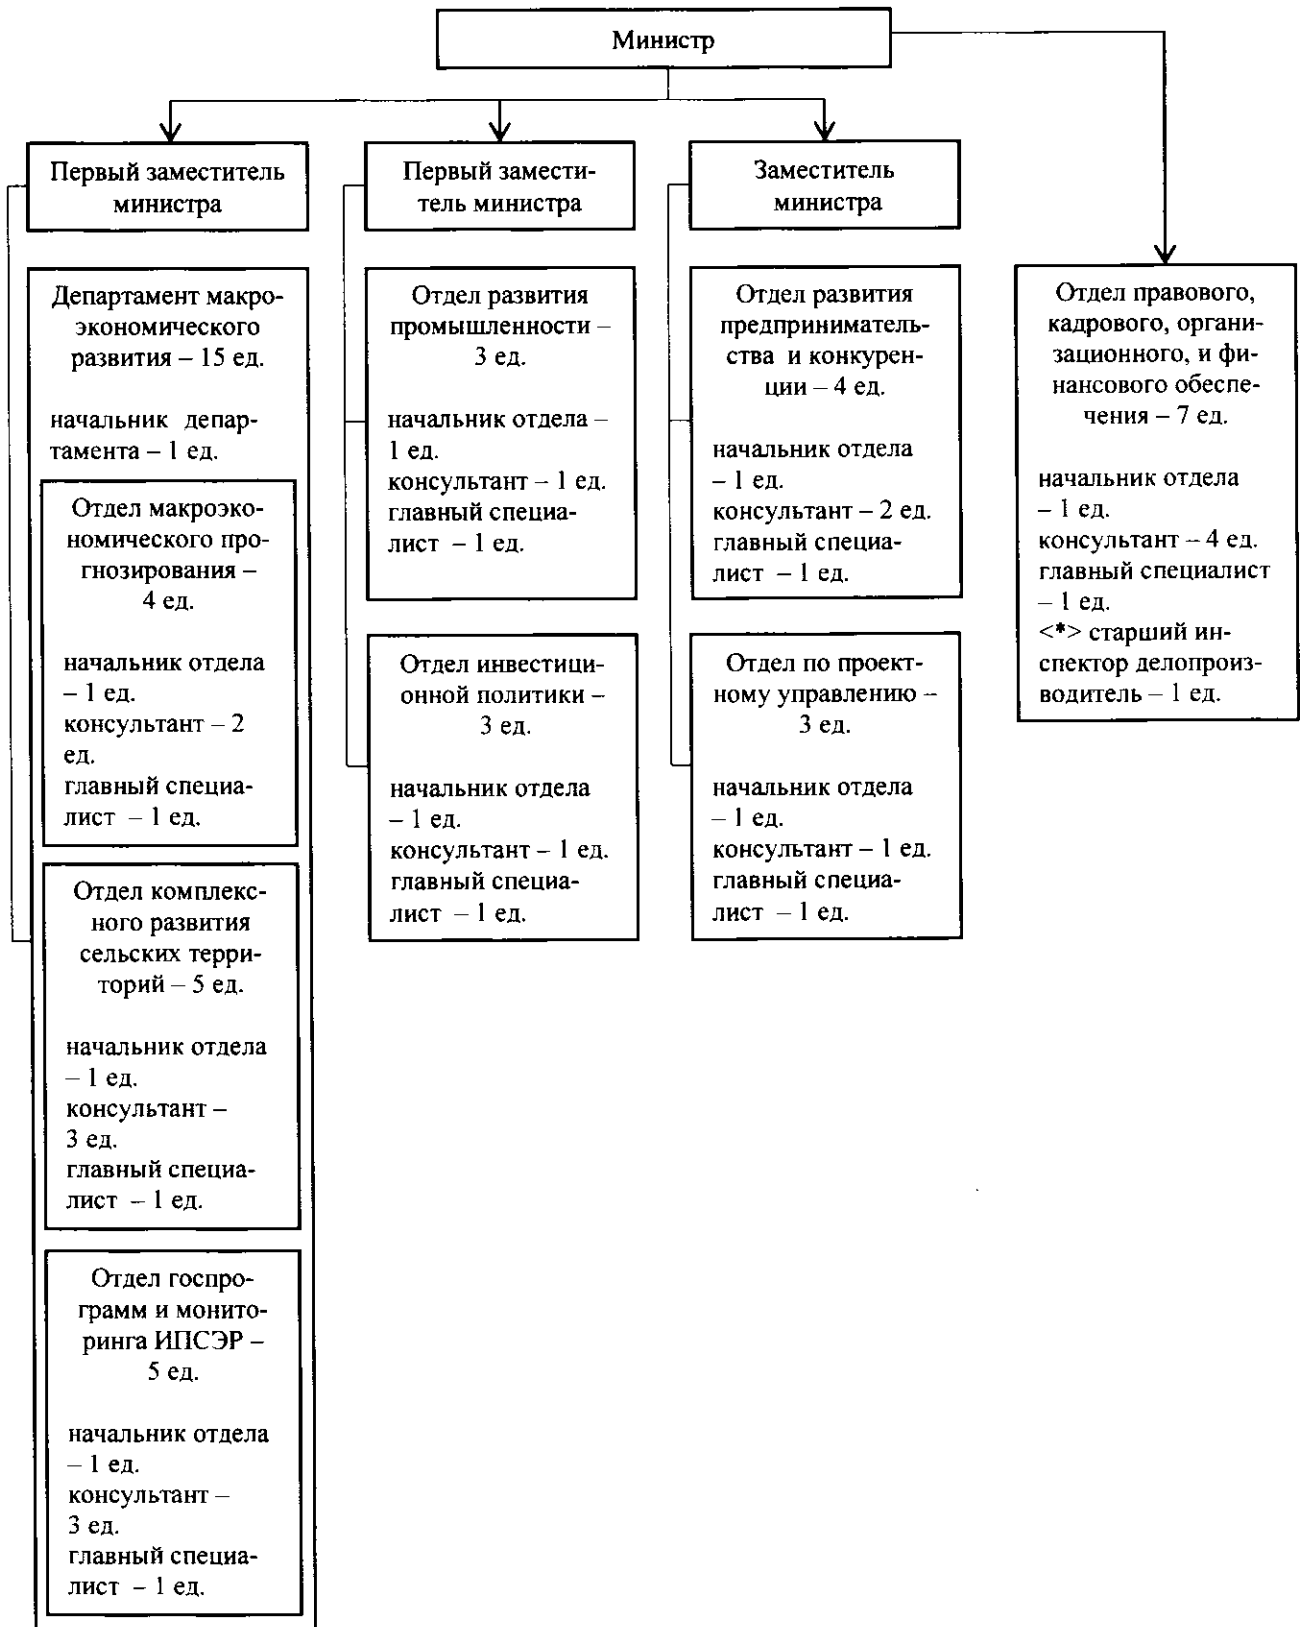 Министр
Первый заместитель
министра
Первый замести-
тель министра
Заместитель
министра
Департамент макро-
экономического
развития – 15 ед.
начальник депар-
тамента – 1 ед.
Отдел макроэко-
номического про-
гнозирования –
4 ед.
начальник отдела
– 1 ед.
консультант – 2
ед.
главный специа-
лист – 1 ед.
Отдел комплекс-
ного развития
сельских терри-
торий – 5 ед.
начальник отдела
– 1 ед.
консультант –
3 ед.
главный специа-
лист – 1 ед.
Отдел госпро-
грамм и монито-
ринга ИПСЭР –
5 ед.
начальник отдела
– 1 ед.
консультант –
3 ед.
главный специа-
лист – 1 ед.
Отдел развития
промышленности –
3 ед.
начальник отдела –
1 ед.
консультант – 1 ед.
главный специа-
лист – 1 ед.
Отдел инвестици-
онной политики –
3 ед.
начальник отдела
– 1 ед.
консультант – 1 ед.
главный специа-
лист – 1 ед.
Отдел развития
предприниматель-
ства и конкурен-
ции – 4 ед.
начальник отдела
– 1 ед.
консультант – 2 ед.
главный специа-
лист – 1 ед.
Отдел по проект-
ному управлению –
3 ед.
начальник отдела
– 1 ед.
консультант – 1 ед.
главный специа-
лист – 1 ед.
Отдел правового,
кадрового, органи-
зационного, и фи-
нансового обеспе-
чения – 7 ед.
начальник отдела
– 1 ед.
консультант – 4 ед.
главный специалист
– 1 ед.
<*> старший ин-
спектор делопроиз-
водитель – 1 ед.